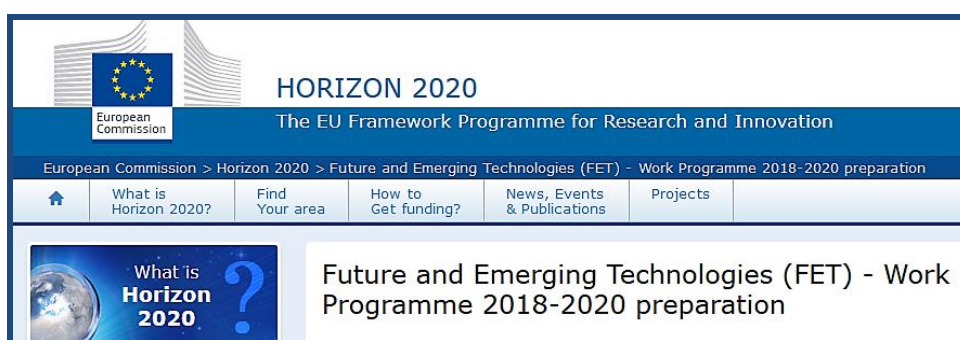 European
Commission
HORIZON 2020
The EU Framework Programme for Research and Innovation
European Commission > Horizon 2020 > Future and Emerging Technologies (FET) - Work Programme 2018-2020 preparation
What is
Horizon 2020?
Find
Your area
How to
Get funding?
News, Events
& Publications
Projects
What is
Horizon
2020
?
Future and Emerging Technologies (FET) - Work
Programme 2018-2020 preparation